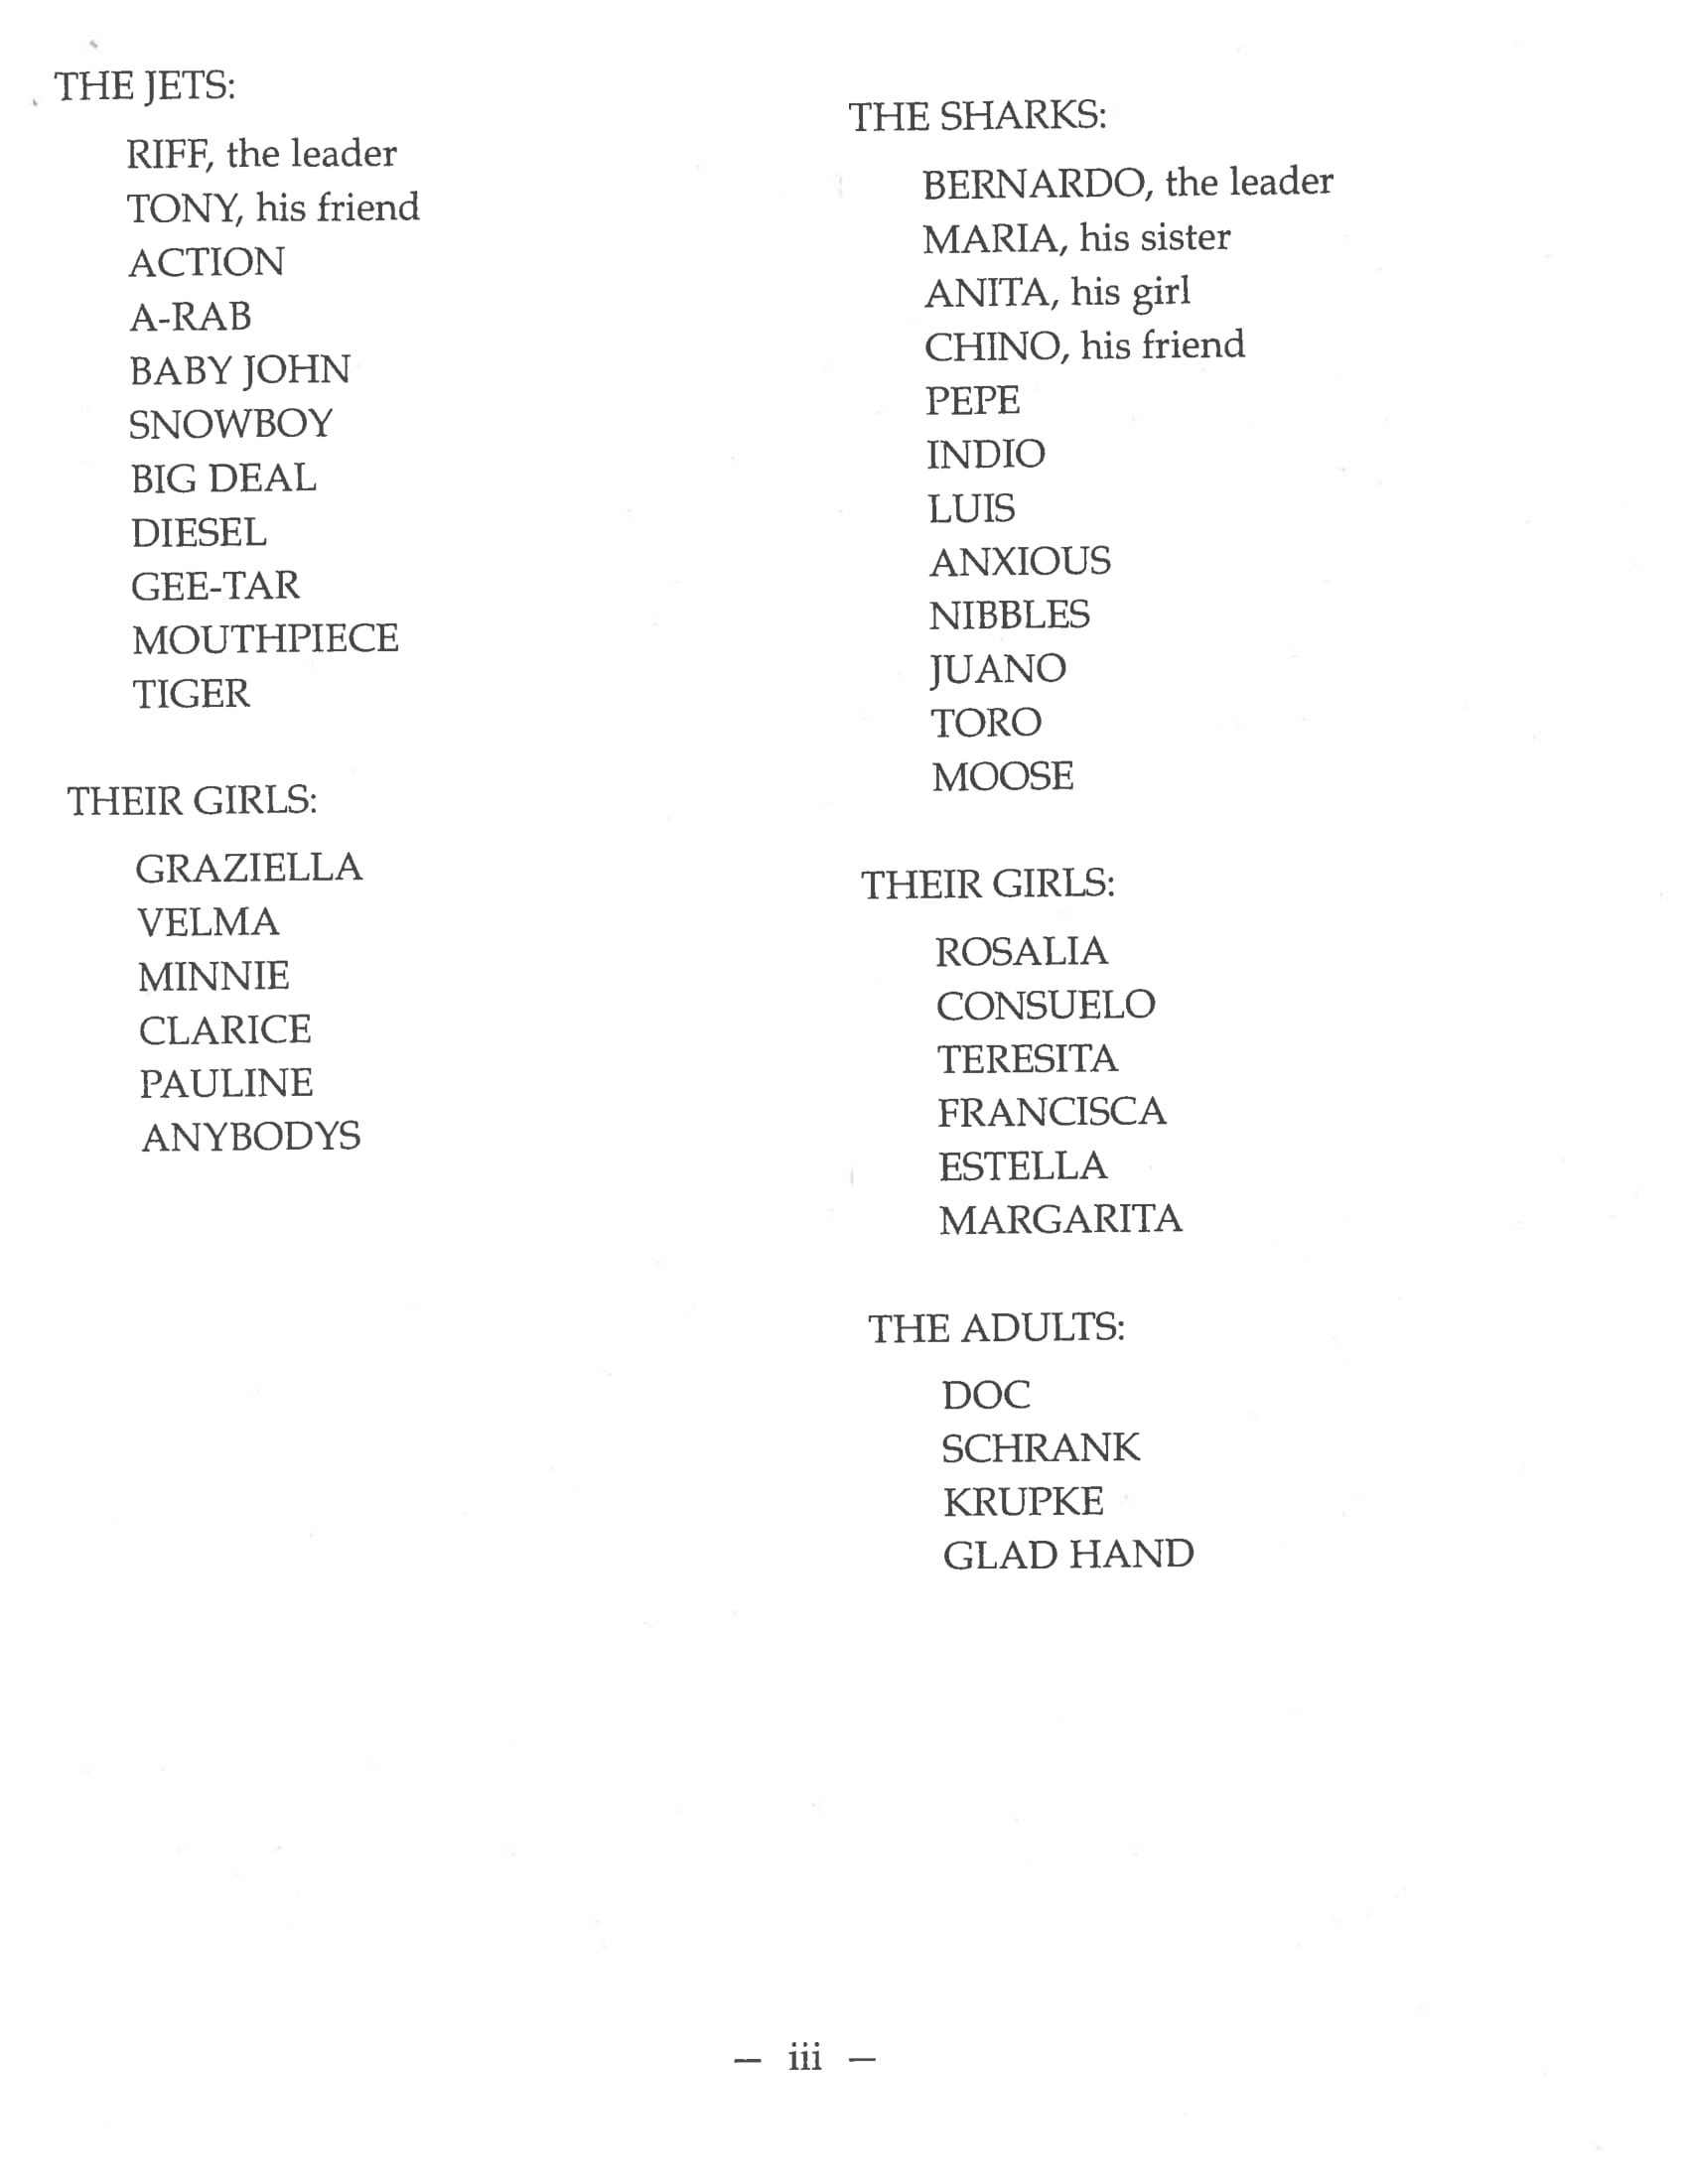 THE JETS:
RIFF, the leader
TONY, his friend
ACTION
A-RAB
BABY JOHN
SNOWBOY
BIG DEAL
DIESEL
GEE-TAR
MOUTHPIECE
TIGER
THEIR GIRLS:
GRAZIELLA
VELMA
MINNIE
CLARICE
PAULINE
ANYBODYS
THE SHARKS:
BERNARDO, the leader
MARIA, his sister
ANITA, his girl
CHINO, his friend
PEPE
INDIO
LUIS
ANXIOUS
NIBBLES
JUANO
TORO
MOOSE
THEIR GIRLS:
ROSALIA
CONSUELO
TERESITA
FRANCISCA
ESTELLA
MARGARITA
THE ADULTS:
DOC
SCHRANK
KRUPKE
GLAD HAND
— iii —